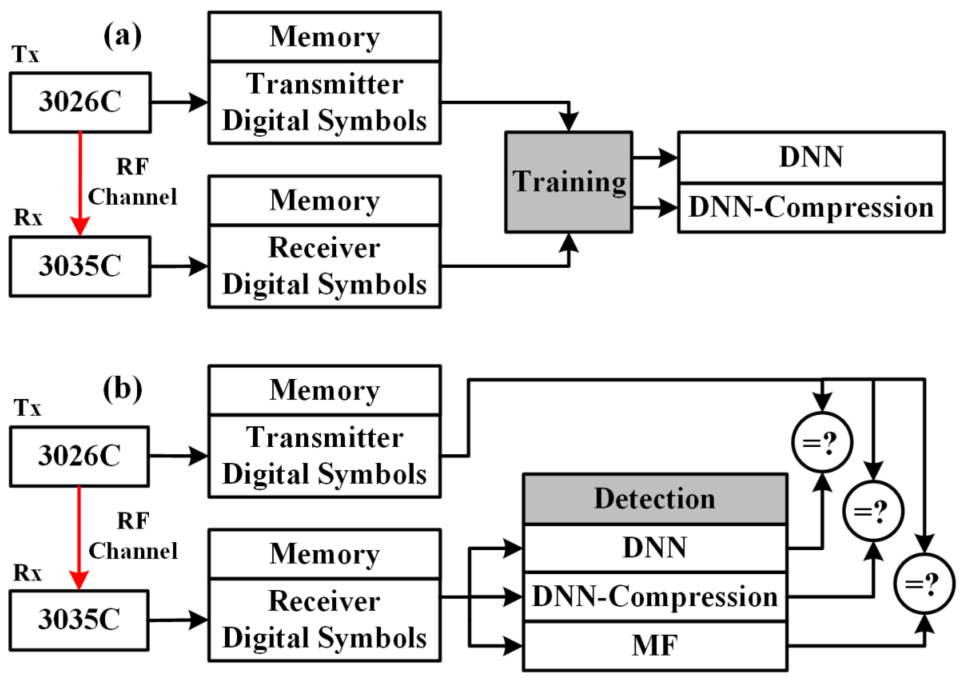 (a)
Tx
3026C
Memory
Transmitter
Digital Symbols
RF
Channel
Rx
3035C
Memory
Receiver
Digital Symbols
Training
DNN
DNN-Compression
(b)
Tx
3026C
Memory
Transmitter
Digital Symbols
RF
Channel
Rx
3035C
Memory
Receiver
Digital Symbols
Detection
DNN
DNN-Compression
MF
=?
=?
=?